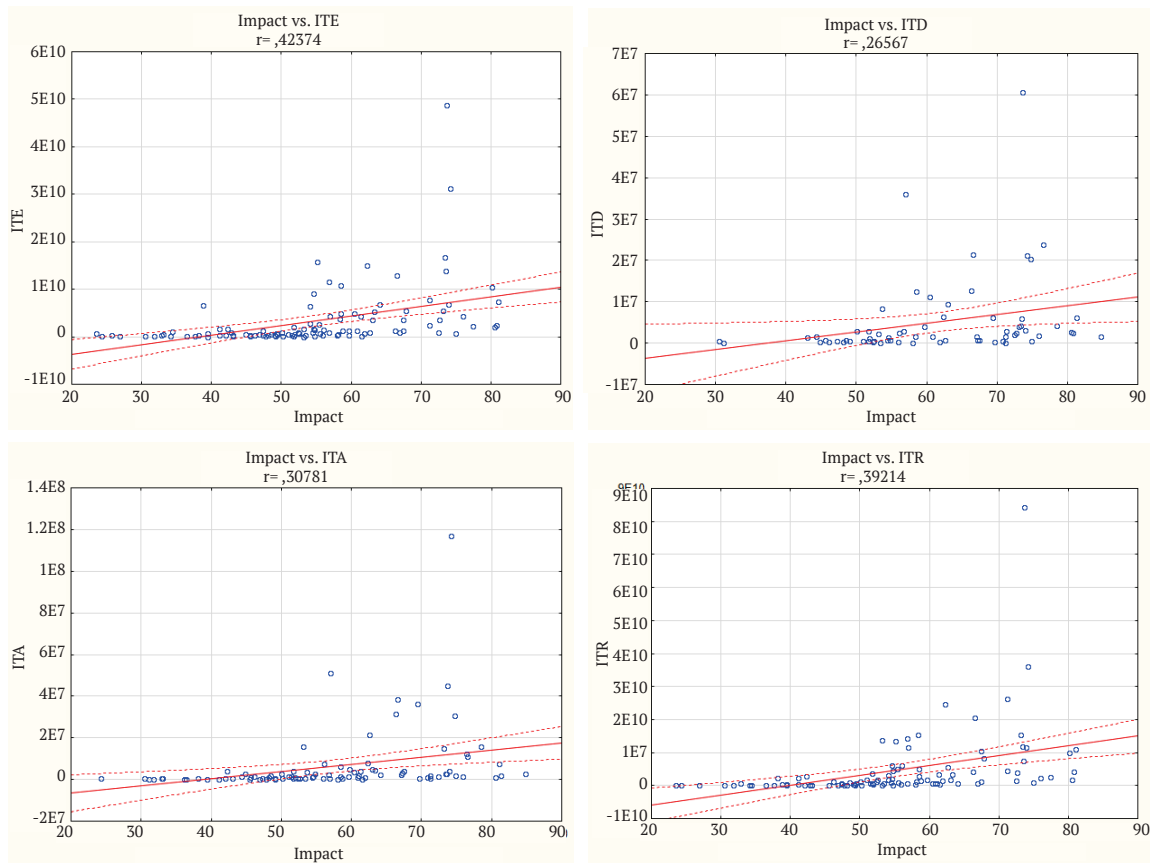 Impact vs. ITE
r= ,42374
6E10
5E10
4E10
3E10
2E10
1E10
0
-1E10
ITE
20 30 40 50 60 70 80 90
Impact
Impact vs. ITD
r= ,26567
7E7
6E7
5E7
4E7
3E7
2E7
1E7
0
-1E7
ITD
20 30 40 50 60 70 80 90
Impact
Impact vs. ITA
r= ,30781
1.4E8
1.2E8
1E8
8E7
6E7
4E7
2E7
0
-2E7
ITA
20 30 40 50 60 70 80 90
Impact
Impact vs. ITR
r= ,39214
9E10
9E10
8E10
7E10
6E10
5E10
4E10
3E10
2E10
1E10
0
-1E10
ITR
20 30 40 50 60 70 80 90
Impact